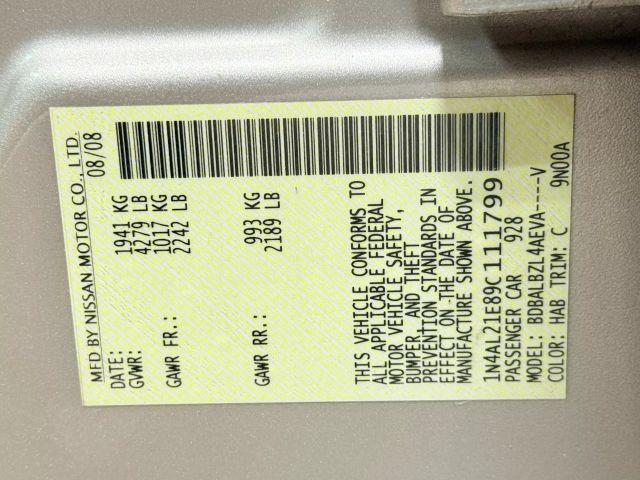 MFD BY NISSAN MOTOR CO., LTD.
DATE: 08/08
GVWR: 1941 KG
4279 LB
GAWR FR.: 1017 KG
2242 LB
GAWR RR.: 993 KG
2189 LB
THIS VEHICLE CONFORMS TO
ALL APPLICABLE FEDERAL
MOTOR VEHICLE SAFETY,
BUMPER, AND THEFT
PREVENTION STANDARDS IN
EFFECT ON THE DATE OF
MANUFACTURE SHOWN ABOVE.
1N4AL21E89C111799
PASSENGER CAR 928
MODEL: BDBALBZL4AEVA----V
COLOR: HAB TRIM: C 9N00A